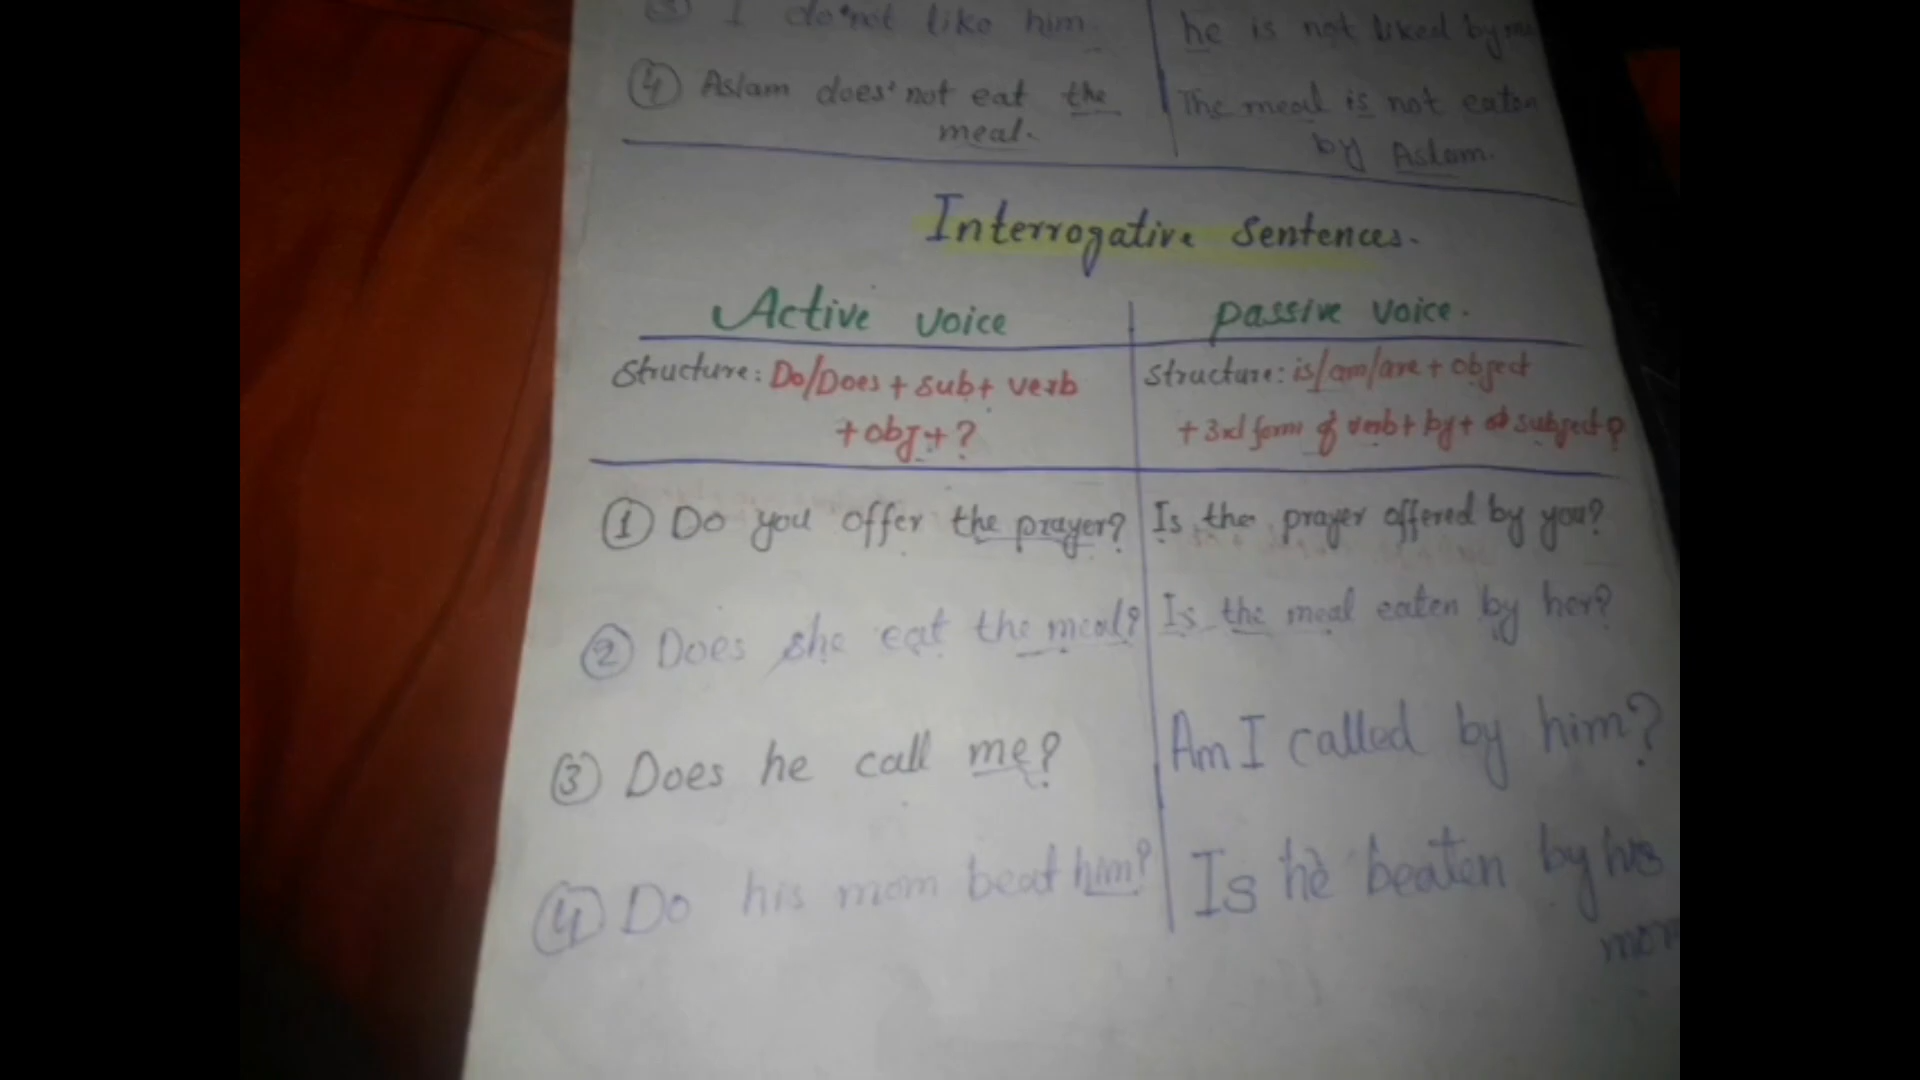 ③ I do not like him.
he is not liked by
④ Aslam does not eat the
meal.
The meal is not eaten
by Aslam.
Interrogative Sentences.
Active voice
passive voice.
Structure: Do/Does + sub + verb
+ obj + ?
Structure: is/am/are + object
+ 3rd form of verb + by + subject?
① Do you offer the prayer?
Is the prayer offered by you?
② Does she eat the meal?
Is the meal eaten by her?
③ Does he call me?
Am I called by him?
④ Do his mom beat him?
Is he beaten by his
mom